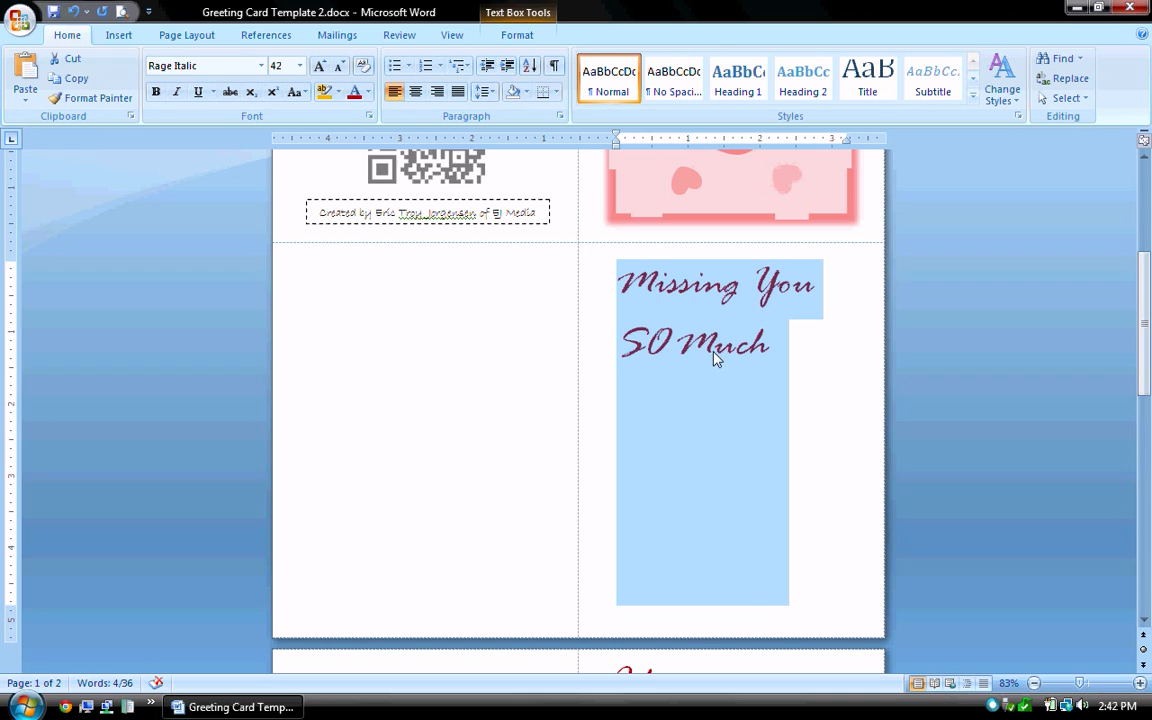 Greeting Card Template 2.docx - Microsoft Word
Text Box Tools
Home
Insert
Page Layout
References
Mailings
Review
View
Format
Paste
Cut
Copy
Format Painter
Clipboard
Rage Italic
42
Font
Paragraph
AaBbCcDc
¶ Normal
AaBbCcDc
¶ No Spaci...
AaBbCc
Heading 1
AaBbCc
Heading 2
AaB
Title
AaBbCc.
Subtitle
Change Styles
Styles
Find
Replace
Select
Editing
Created by Eric Troy Jorgensen of EJ Media
Missing You
SO Much
Page: 1 of 2
Words: 4/36
83%
Greeting Card Temp...
2:42 PM